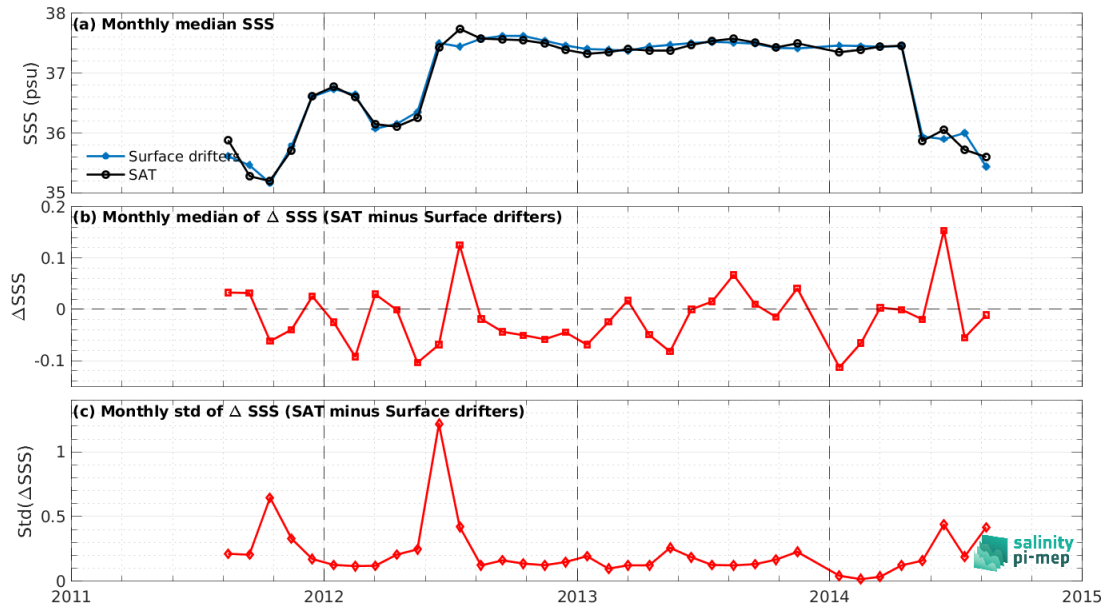 (a) Monthly median SSS
38
37
36
35
SSS (psu)
Surface drifters
SAT
(b) Monthly median of Δ SSS (SAT minus Surface drifters)
0.2
0.1
0
-0.1
ΔSSS
(c) Monthly std of Δ SSS (SAT minus Surface drifters)
1
0.5
0
Std(ΔSSS)
salinity
pi-mep
2011 2012 2013 2014 2015